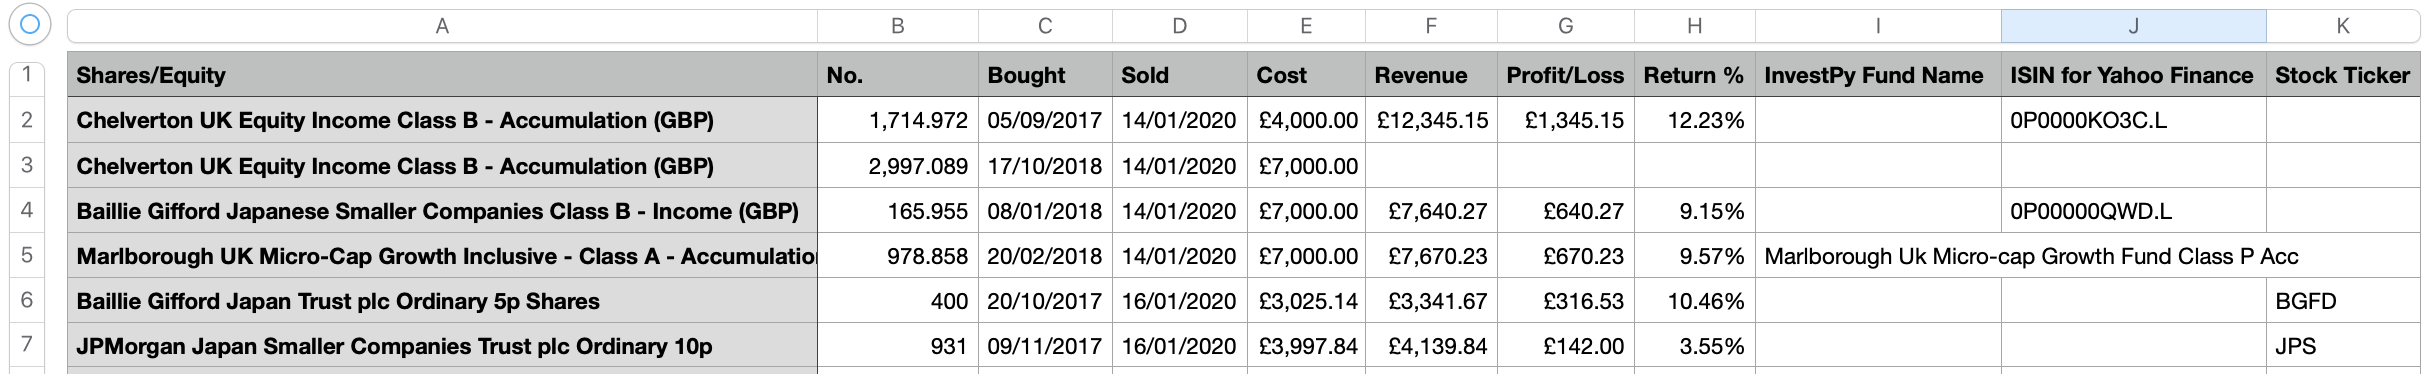 A B C D E F G H I J K
1 Shares/Equity No. Bought Sold Cost Revenue Profit/Loss Return % InvestPy Fund Name ISIN for Yahoo Finance Stock Ticker
2 Chelverton UK Equity Income Class B - Accumulation (GBP) 1,714.972 05/09/2017 14/01/2020 £4,000.00 £12,345.15 £1,345.15 12.23% 0P0000KO3C.L
3 Chelverton UK Equity Income Class B - Accumulation (GBP) 2,997.089 17/10/2018 14/01/2020 £7,000.00
4 Baillie Gifford Japanese Smaller Companies Class B - Income (GBP) 165.955 08/01/2018 14/01/2020 £7,000.00 £7,640.27 £640.27 9.15% 0P00000QWD.L
5 Marlborough UK Micro-Cap Growth Inclusive - Class A - Accumulatio 978.858 20/02/2018 14/01/2020 £7,000.00 £7,670.23 £670.23 9.57% Marlborough Uk Micro-cap Growth Fund Class P Acc
6 Baillie Gifford Japan Trust plc Ordinary 5p Shares 400 20/10/2017 16/01/2020 £3,025.14 £3,341.67 £316.53 10.46% BGFD
7 JPMorgan Japan Smaller Companies Trust plc Ordinary 10p 931 09/11/2017 16/01/2020 £3,997.84 £4,139.84 £142.00 3.55% JPS